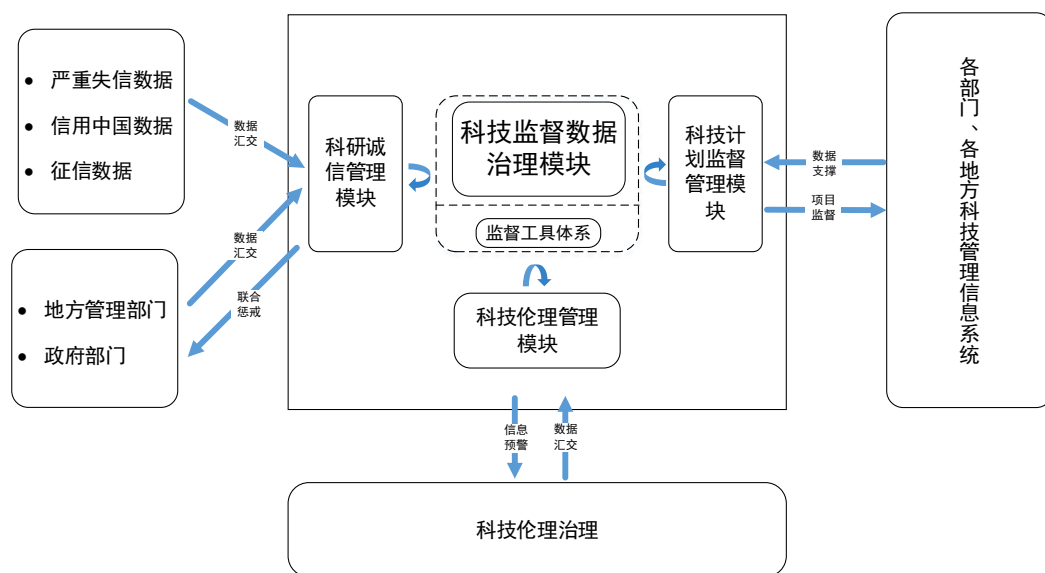 严重失信数据
信用中国数据
征信数据
数据
汇交
地方管理部门
政府部门
数据
汇交
联合
惩戒
科研诚
信管理
模块
科技监督数据
治理模块
监督工具体系
科技计
划监督
管理模
块
科技伦理管理
模块
数据
支撑
项目
监督
各部门、各地方科技管理信息系统
信息
预警
数据
汇交
科技伦理治理